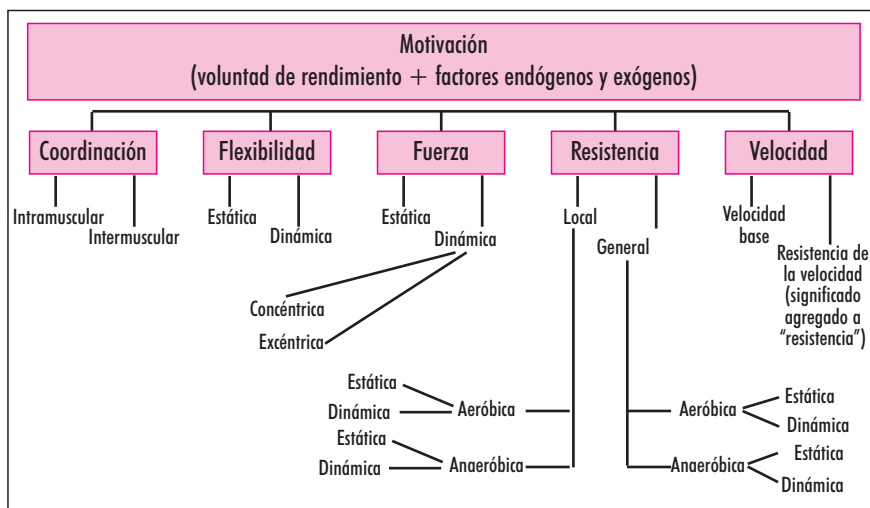 Motivación
(voluntad de rendimiento + factores endógenos y exógenos)
Coordinación
Flexibilidad
Fuerza
Resistencia
Velocidad
Intramuscular
Intermuscular
Estática
Dinámica
Estática
Dinámica
Concéntrica
Excéntrica
Local
General
Velocidad
base
Resistencia de
la velocidad
(significado
agregado a
“resistencia”)
Estática
Dinámica
Aeróbica
Estática
Dinámica
Anaeróbica
Aeróbica
Estática
Dinámica
Anaeróbica
Estática
Dinámica